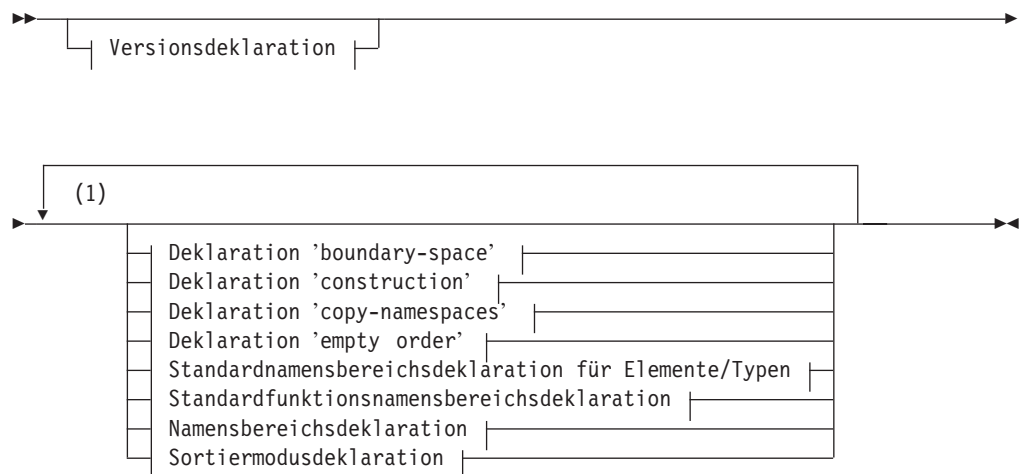 Versionsdeklaration
(1)
Deklaration ’boundary-space’
Deklaration ’construction’
Deklaration ’copy-namespaces’
Deklaration ’empty order’
Standardnamensbereichsdeklaration für Elemente/Typen
Standardfunktionsnamensbereichsdeklaration
Namensbereichsdeklaration
Sortiermodusdeklaration